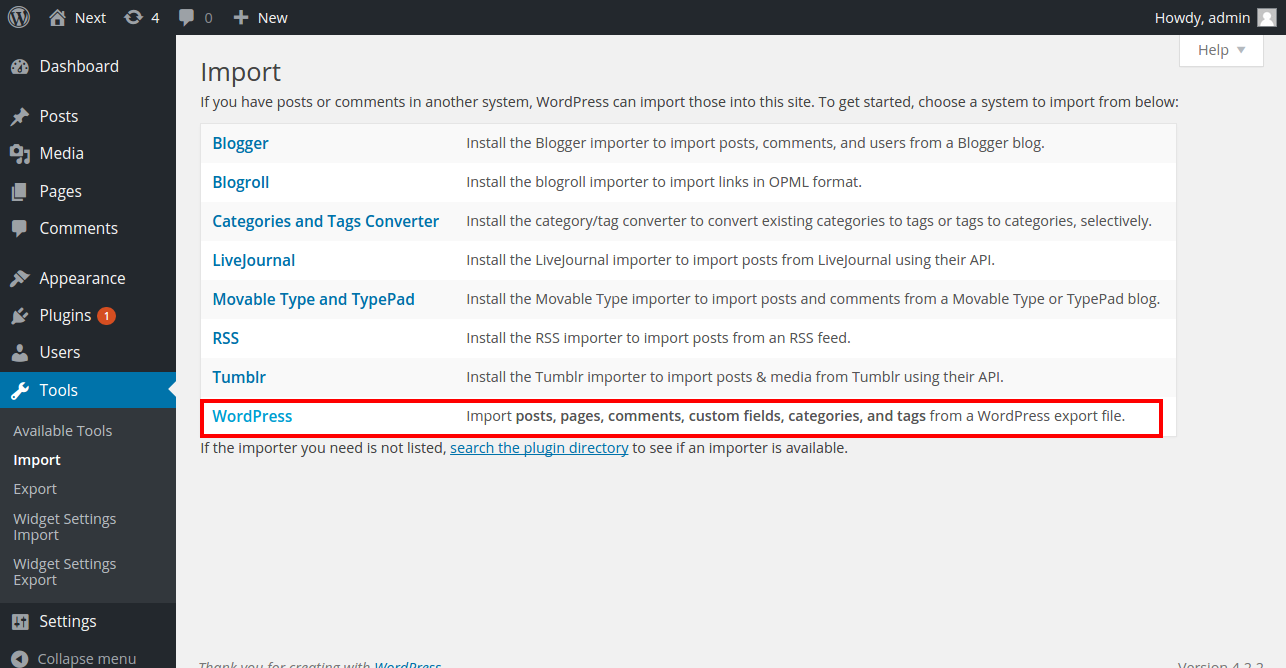 Next 4 0 New Howdy, admin
Help
Dashboard
Posts
Media
Pages
Comments
Appearance
Plugins 1
Users
Tools
Available Tools
Import
Export
Widget Settings
Import
Widget Settings
Export
Settings
Collapse menu
Import
If you have posts or comments in another system, WordPress can import those into this site. To get started, choose a system to import from below:
Blogger Install the Blogger importer to import posts, comments, and users from a Blogger blog.
Blogroll Install the blogroll importer to import links in OPML format.
Categories and Tags Converter Install the category/tag converter to convert existing categories to tags or tags to categories, selectively.
LiveJournal Install the LiveJournal importer to import posts from LiveJournal using their API.
Movable Type and TypePad Install the Movable Type importer to import posts and comments from a Movable Type or TypePad blog.
RSS Install the RSS importer to import posts from an RSS feed.
Tumblr Install the Tumblr importer to import posts & media from Tumblr using their API.
WordPress Import posts, pages, comments, custom fields, categories, and tags from a WordPress export file.
If the importer you need is not listed, search the plugin directory to see if an importer is available.
Thank you for creating with WordPress Version 4.2.2